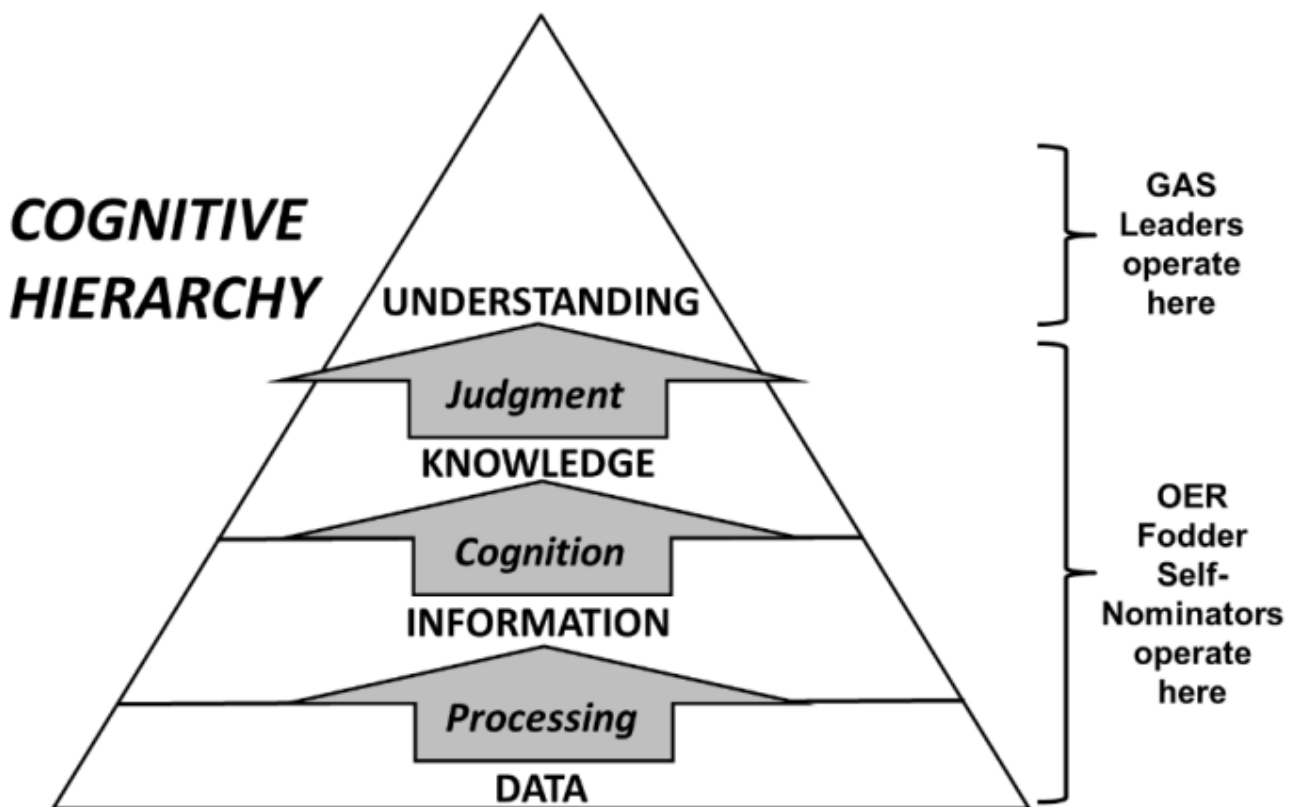 COGNITIVE
HIERARCHY
UNDERSTANDING
Judgment
KNOWLEDGE
Cognition
INFORMATION
Processing
DATA
GAS
Leaders
operate
here
OER
Fodder
Self-
Nominators
operate
here